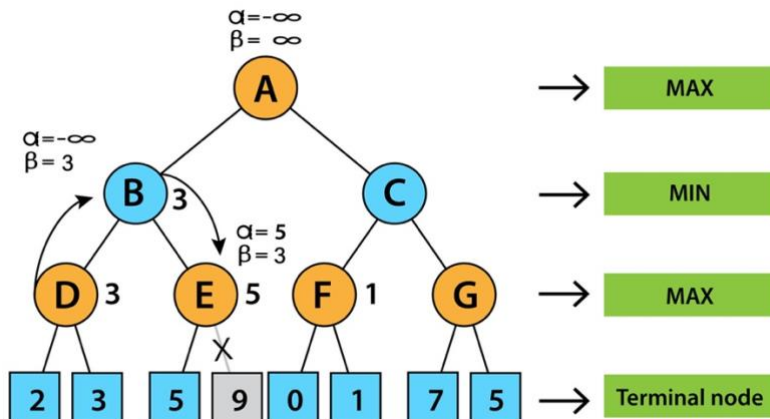 α=-∞
β= ∞
A
MAX
α=-∞
β= 3
B
3
C
MIN
α= 5
β= 3
D
3
E
5
F
1
G
MAX
X
2
3
5
9
0
1
7
5
Terminal node